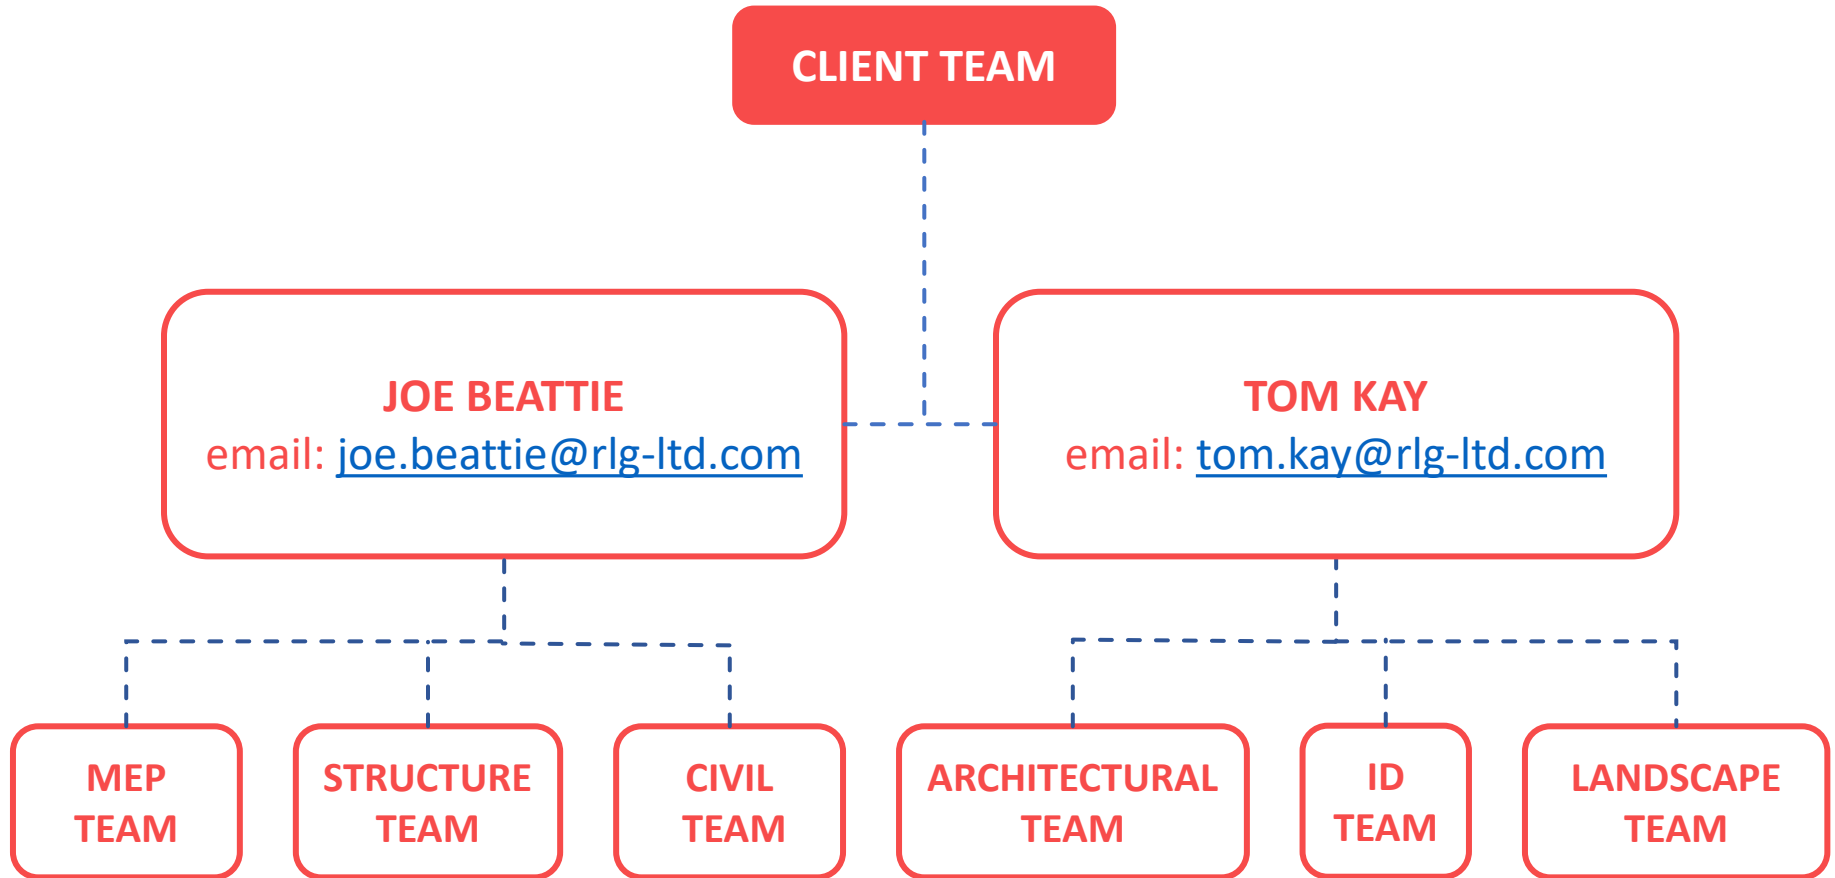 CLIENT TEAM
JOE BEATTIE
email: joe.beattie@rlg-ltd.com
TOM KAY
email: tom.kay@rlg-ltd.com
MEP
TEAM
STRUCTURE
TEAM
CIVIL
TEAM
ARCHITECTURAL
TEAM
ID
TEAM
LANDSCAPE
TEAM